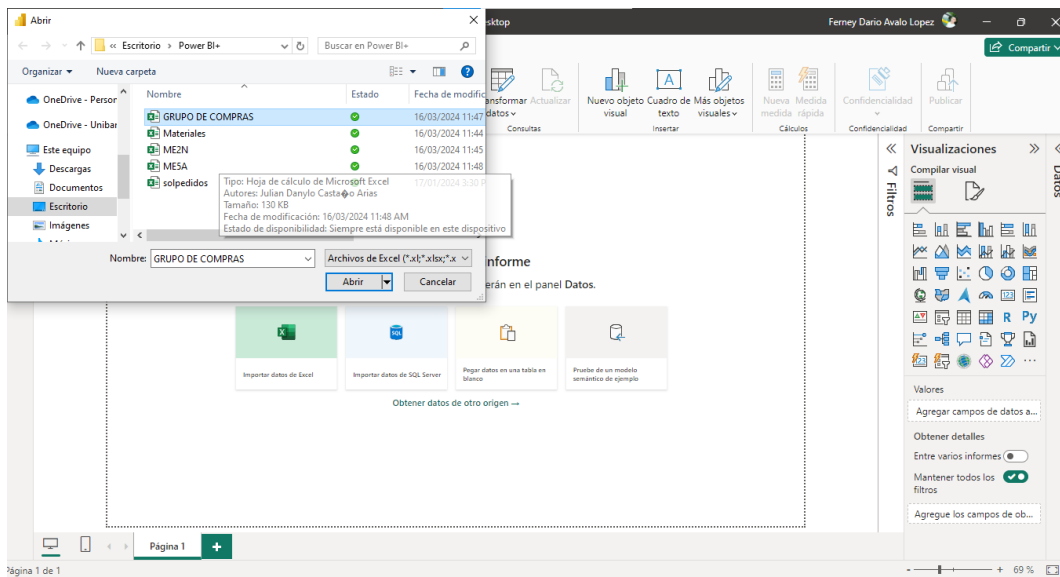 Abrir
sktop
Ferney Dario Avalo Lopez
« Escritorio > Power BI+
Buscar en Power BI+
Compartir
Organizar
Nueva carpeta
Nombre
Estado
Fecha de modific
OneDrive - Person
OneDrive - Unibar
Este equipo
Descargas
Documentos
Escritorio
Imágenes
GRUPO DE COMPRAS
16/03/2024 11:47
Materiales
16/03/2024 11:44
ME2N
16/03/2024 11:45
ME5A
16/03/2024 11:48
solpedidos
17/01/2024 3:30 P
Tipo: Hoja de cálculo de Microsoft Excel
Autores: Julian Danylo Casta�o Arias
Tamaño: 130 KB
Fecha de modificación: 16/03/2024 11:48 AM
Estado de disponibilidad: Siempre está disponible en este dispositivo
Nombre:
GRUPO DE COMPRAS
Archivos de Excel (*.xl;*.xlsx;*.x
Abrir
Cancelar
ansformar
datos
Actualizar
Consultas
Nuevo objeto
visual
Cuadro de
texto
Más objetos
visuales
Insertar
Nueva
medida
Medida
rápida
Cálculos
Confidencialidad
Confidencialidad
Publicar
Compartir
nforme
erán en el panel Datos.
Importar datos de Excel
Importar datos de SQL Server
Pegar datos en una tabla en
blanco
Pruebe de un modelo
semántico de ejemplo
Obtener datos de otro origen →
Filtros
Visualizaciones
Datos
Compilar visual
123
R
Py
Valores
Agregar campos de datos a...
Obtener detalles
Entre varios informes
Mantener todos los
filtros
Agregue los campos de ob...
Página 1
Página 1 de 1
- + 69 %